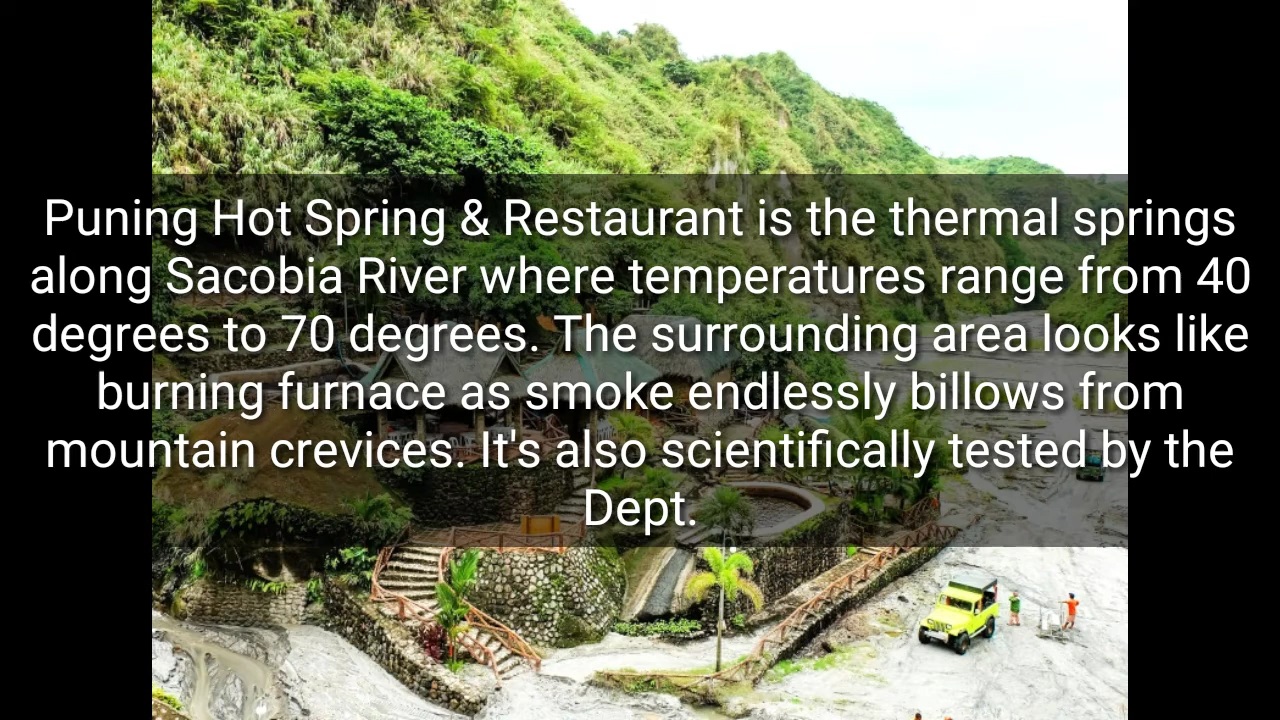 Puning Hot Spring & Restaurant is the thermal springs
along Sacobia River where temperatures range from 40
degrees to 70 degrees. The surrounding area looks like
burning furnace as smoke endlessly billows from
mountain crevices. It's also scientifically tested by the
Dept.